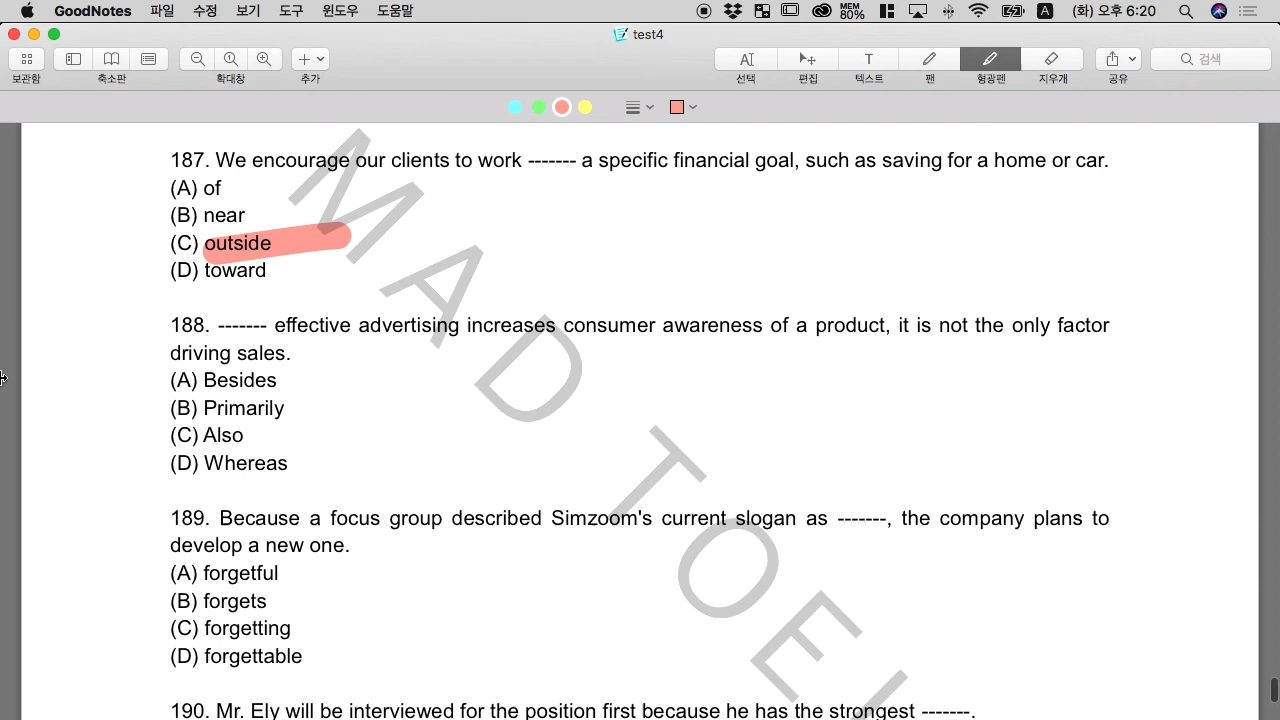 GoodNotes 파일 수정 보기 도구 윈도우 도움말 MEM 80% A (화) 오후 6:20
test4
보관함 축소판 확대창 추가 선택 편집 T 텍스트 펜 형광펜 지우개 공유 검색
187. We encourage our clients to work ------- a specific financial goal, such as saving for a home or car.
(A) of
(B) near
(C) outside
(D) toward
188. ------- effective advertising increases consumer awareness of a product, it is not the only factor
driving sales.
(A) Besides
(B) Primarily
(C) Also
(D) Whereas
189. Because a focus group described Simzoom's current slogan as -------, the company plans to
develop a new one.
(A) forgetful
(B) forgets
(C) forgetting
(D) forgettable
190. Mr. Ely will be interviewed for the position first because he has the strongest -------.
MAD TOEI